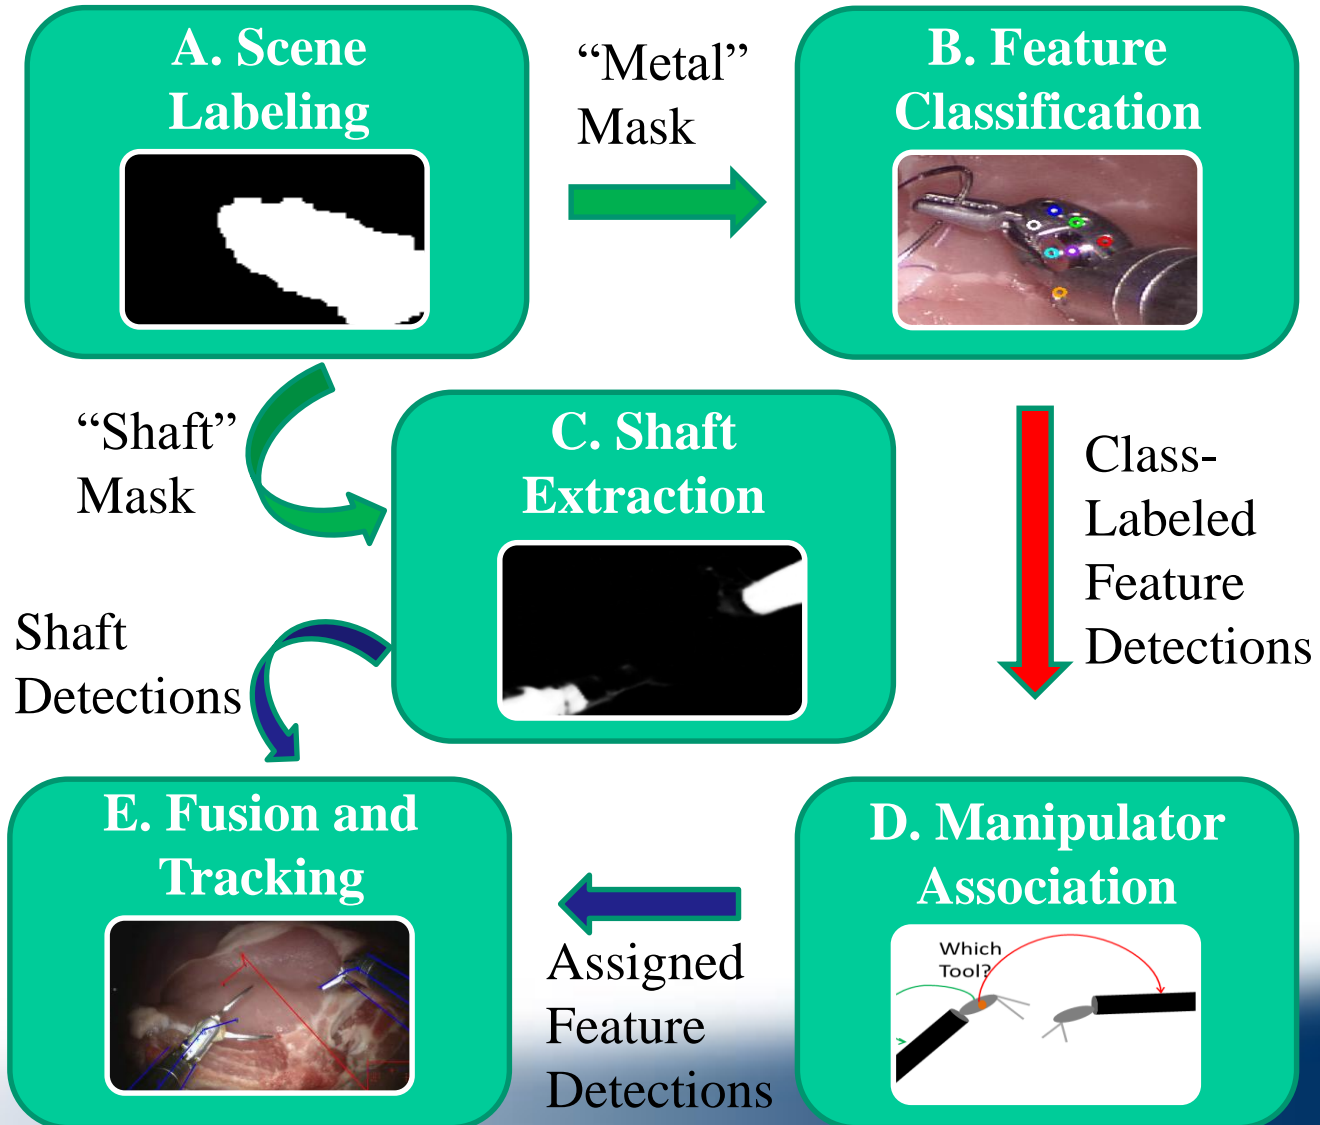 A. Scene
Labeling
“Metal”
Mask
B. Feature
Classification
“Shaft”
Mask
C. Shaft
Extraction
Class-
Labeled
Feature
Detections
Shaft
Detections
E. Fusion and
Tracking
Assigned
Feature
Detections
D. Manipulator
Association
Which
Tool?